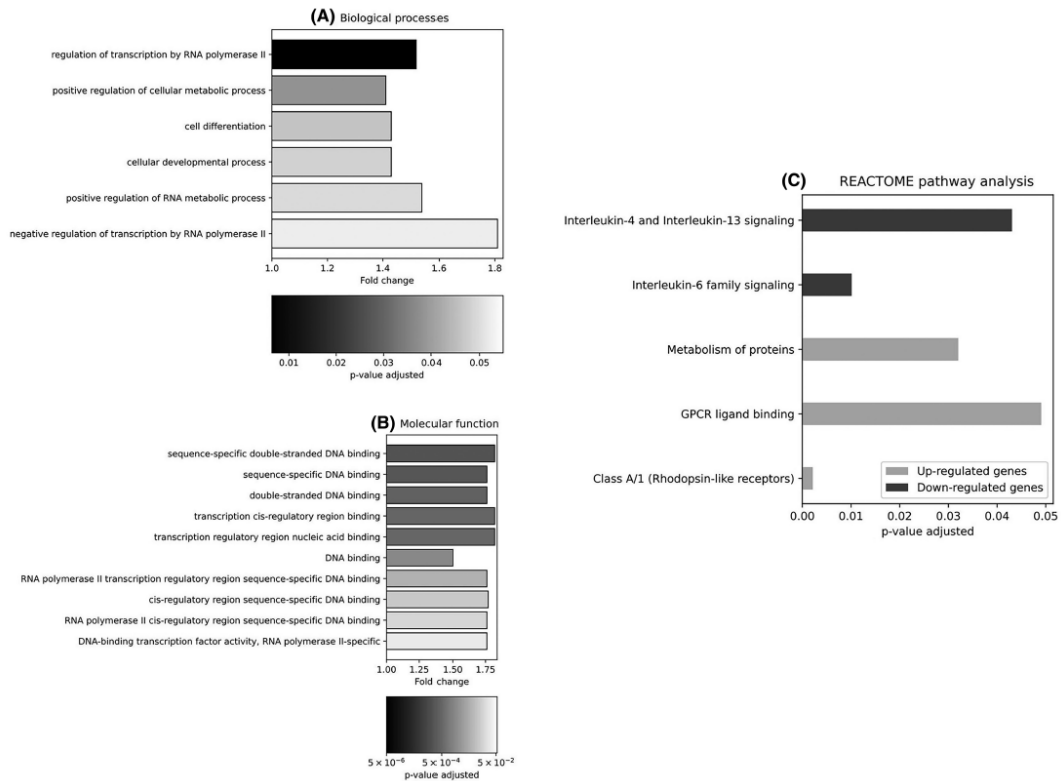 (A) Biological processes
regulation of transcription by RNA polymerase II
positive regulation of cellular metabolic process
cell differentiation
cellular developmental process
positive regulation of RNA metabolic process
negative regulation of transcription by RNA polymerase II
1.0 1.2 1.4 1.6 1.8
Fold change
0.01 0.02 0.03 0.04 0.05
p-value adjusted
(B) Molecular function
sequence-specific double-stranded DNA binding
sequence-specific DNA binding
double-stranded DNA binding
transcription cis-regulatory region binding
transcription regulatory region nucleic acid binding
DNA binding
RNA polymerase II transcription regulatory region sequence-specific DNA binding
cis-regulatory region sequence-specific DNA binding
RNA polymerase II cis-regulatory region sequence-specific DNA binding
DNA-binding transcription factor activity, RNA polymerase II-specific
1.00 1.25 1.50 1.75
Fold change
5 × 10⁻⁶ 5 × 10⁻⁴ 5 × 10⁻²
p-value adjusted
(C) REACTOME pathway analysis
Interleukin-4 and Interleukin-13 signaling
Interleukin-6 family signaling
Metabolism of proteins
GPCR ligand binding
Class A/1 (Rhodopsin-like receptors)
Up-regulated genes
Down-regulated genes
0.00 0.01 0.02 0.03 0.04 0.05
p-value adjusted